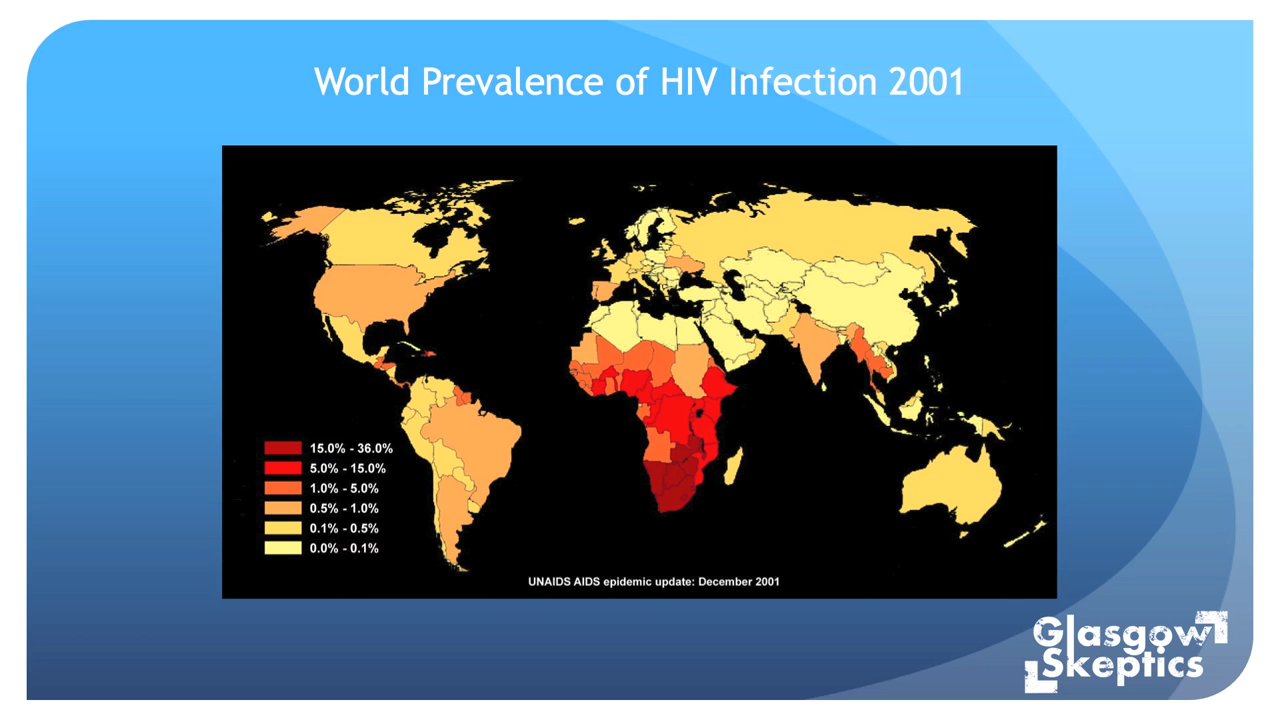 World Prevalence of HIV Infection 2001
15.0% - 36.0%
5.0% - 15.0%
1.0% - 5.0%
0.5% - 1.0%
0.1% - 0.5%
0.0% - 0.1%
UNAIDS AIDS epidemic update: December 2001
Glasgow
Skeptics